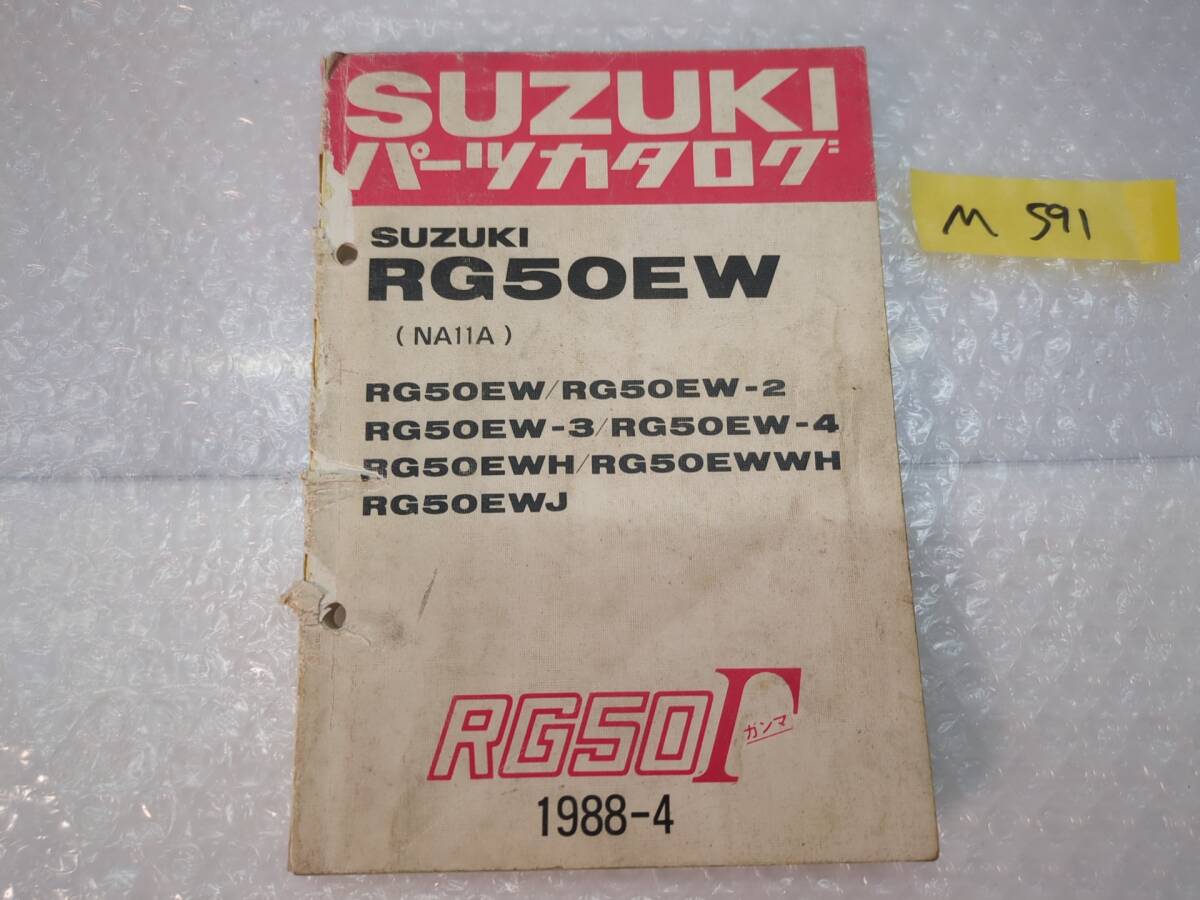 SUZUKI
パーツカタログ
SUZUKI
RG50EW
(NA11A)
RG50EW/RG50EW-2
RG50EW-3/RG50EW-4
RG50EWH/RG50EWWH
RG50EWJ
RG50Γ
ガンマ
1988-4
M 591